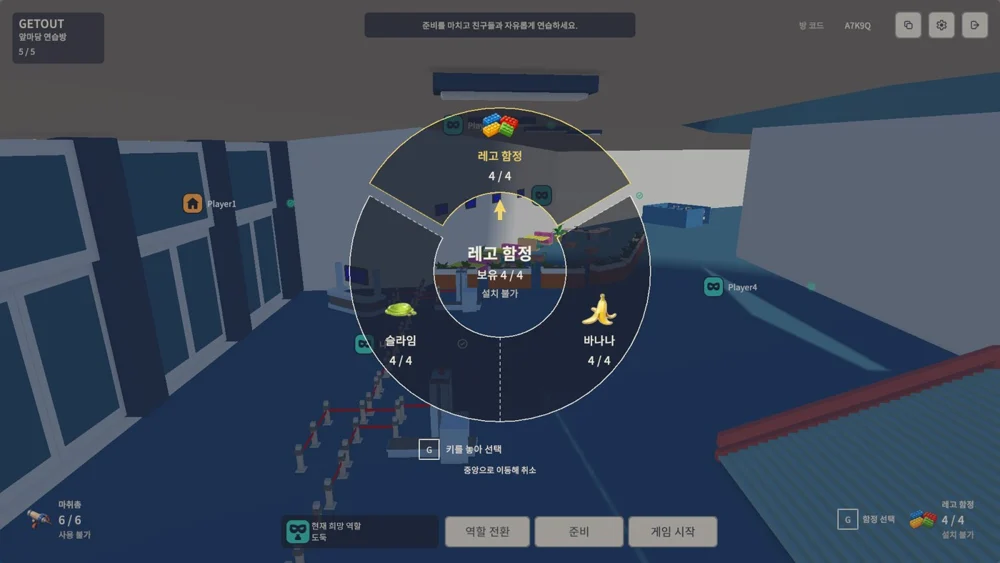 GETOUT
앞마당 연습방
5 / 5
준비를 마치고 친구들과 자유롭게 연습하세요.
방 코드 A7K9Q
레고 함정
4 / 4
Player1
레고 함정
보유 4 / 4
설치 불가
Player4
슬라임
4 / 4
바나나
4 / 4
G 키를 놓아 선택
중앙으로 이동해 취소
마취총
6 / 6
사용 불가
현재 희망 역할
도둑
역할 전환
준비
게임 시작
G 함정 선택
레고 함정
4 / 4
설치 불가